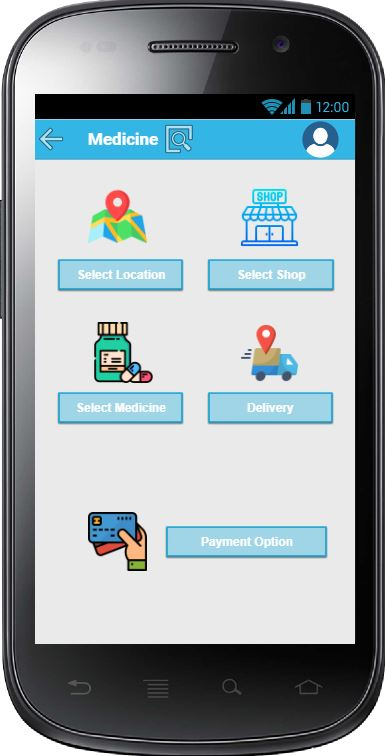 12:00
Medicine
SHOP
Select Location
Select Shop
Select Medicine
Delivery
Payment Option